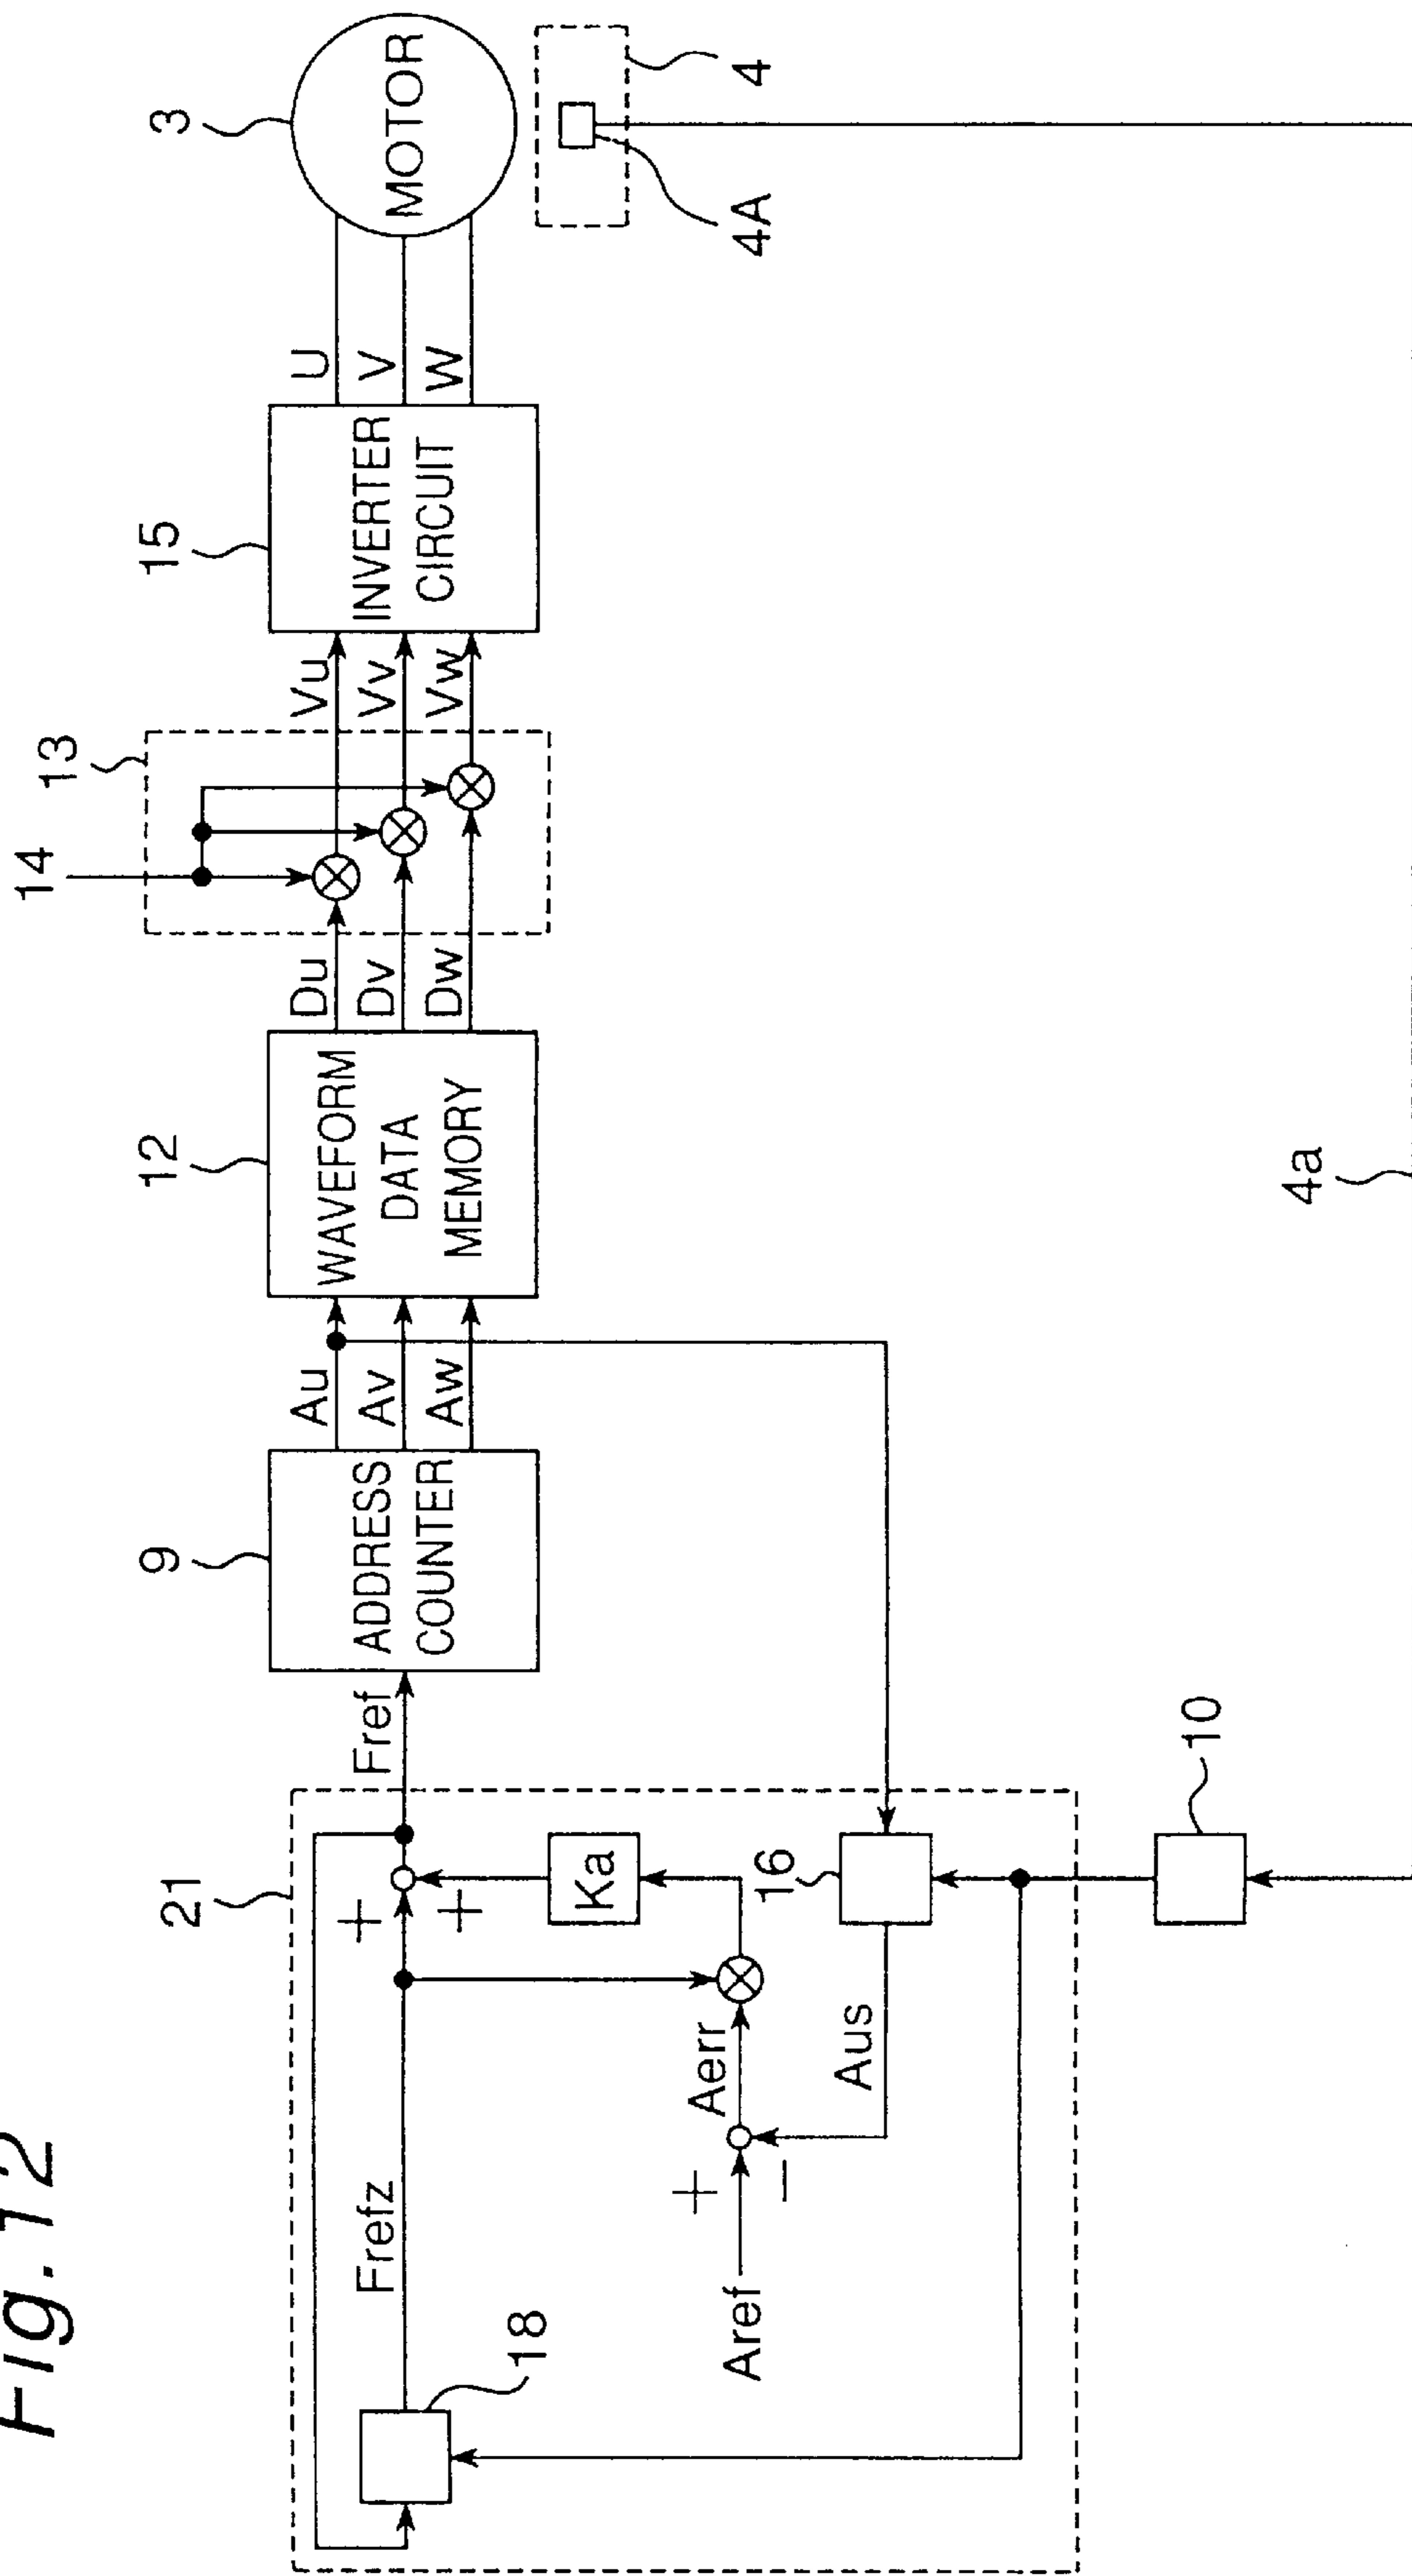 Fig.12
21
Frefz
18
Aref
+
−
Aerr
Aus
16
Ka
+
+
10
Fref
9
ADDRESS
COUNTER
Au
Av
Aw
12
WAVEFORM
DATA
MEMORY
Du
Dv
Dw
14
13
Vu
Vv
Vw
15
INVERTER
CIRCUIT
U
V
W
3
MOTOR
4
4A
4a